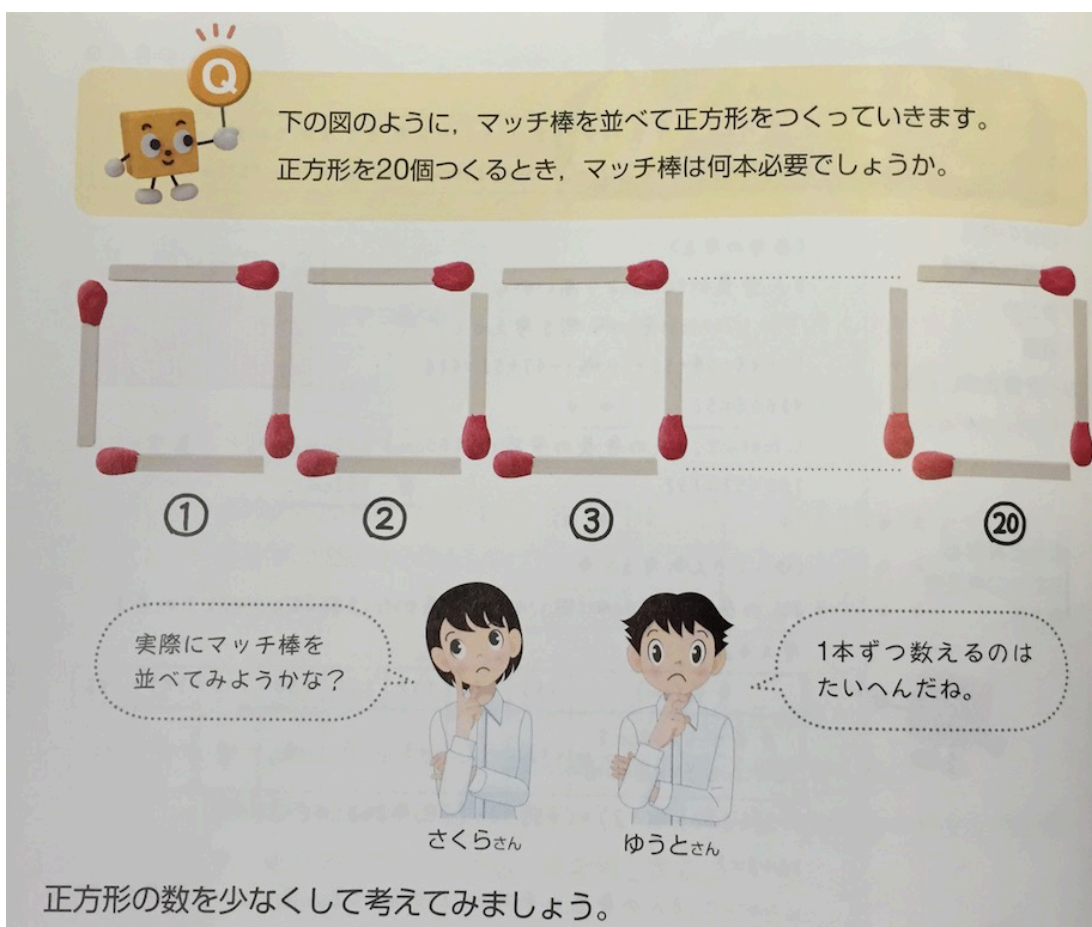 Q
下の図のように，マッチ棒を並べて正方形をつくっていきます。
正方形を20個つくるとき，マッチ棒は何本必要でしょうか。
① ② ③ ⑳
実際にマッチ棒を
並べてみようかな？
1本ずつ数えるのは
たいへんだね。
さくらさん
ゆうとさん
正方形の数を少なくして考えてみましょう。